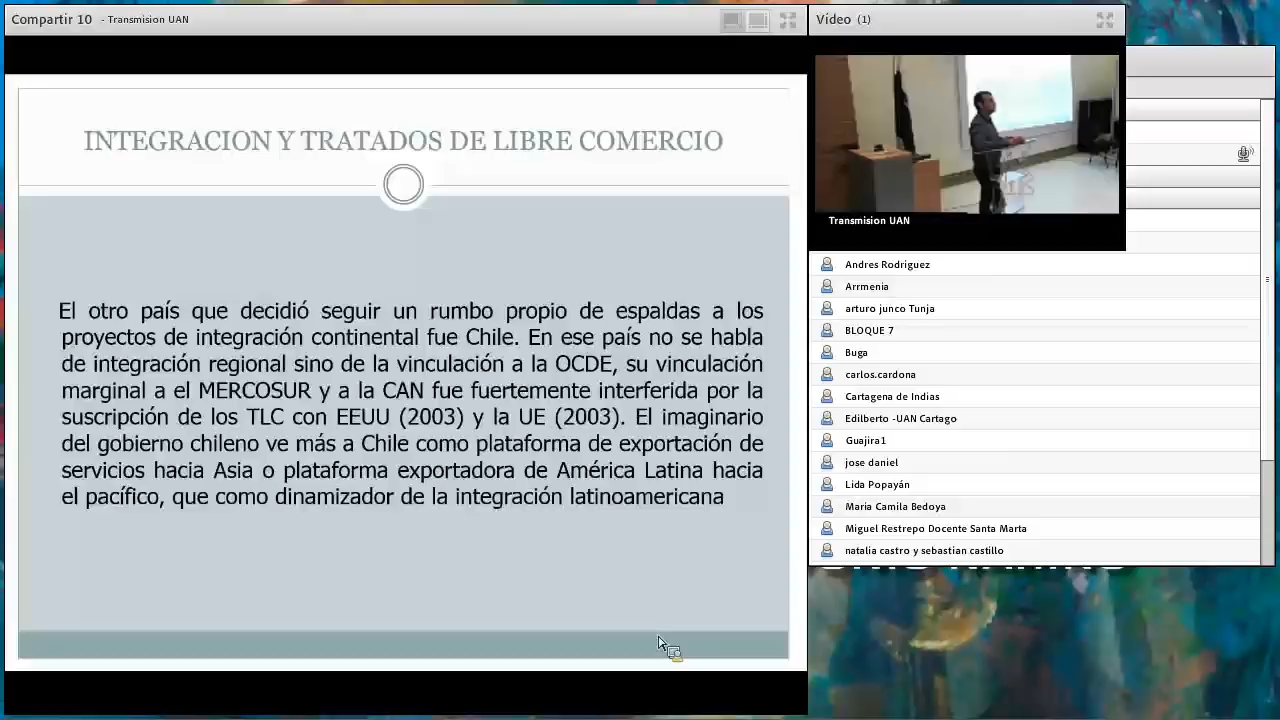 Compartir 10 - Transmision UAN
INTEGRACION Y TRATADOS DE LIBRE COMERCIO
El otro país que decidió seguir un rumbo propio de espaldas a los
proyectos de integración continental fue Chile. En ese país no se habla
de integración regional sino de la vinculación a la OCDE, su vinculación
marginal a el MERCOSUR y a la CAN fue fuertemente interferida por la
suscripción de los TLC con EEUU (2003) y la UE (2003). El imaginario
del gobierno chileno ve más a Chile como plataforma de exportación de
servicios hacia Asia o plataforma exportadora de América Latina hacia
el pacífico, que como dinamizador de la integración latinoamericana
Vídeo (1)
Transmision UAN
Andres Rodriguez
Arrmenia
arturo junco Tunja
BLOQUE 7
Buga
carlos.cardona
Cartagena de Indias
Edilberto -UAN Cartago
Guajira1
jose daniel
Lida Popayán
Maria Camila Bedoya
Miguel Restrepo Docente Santa Marta
natalia castro y sebastian castillo